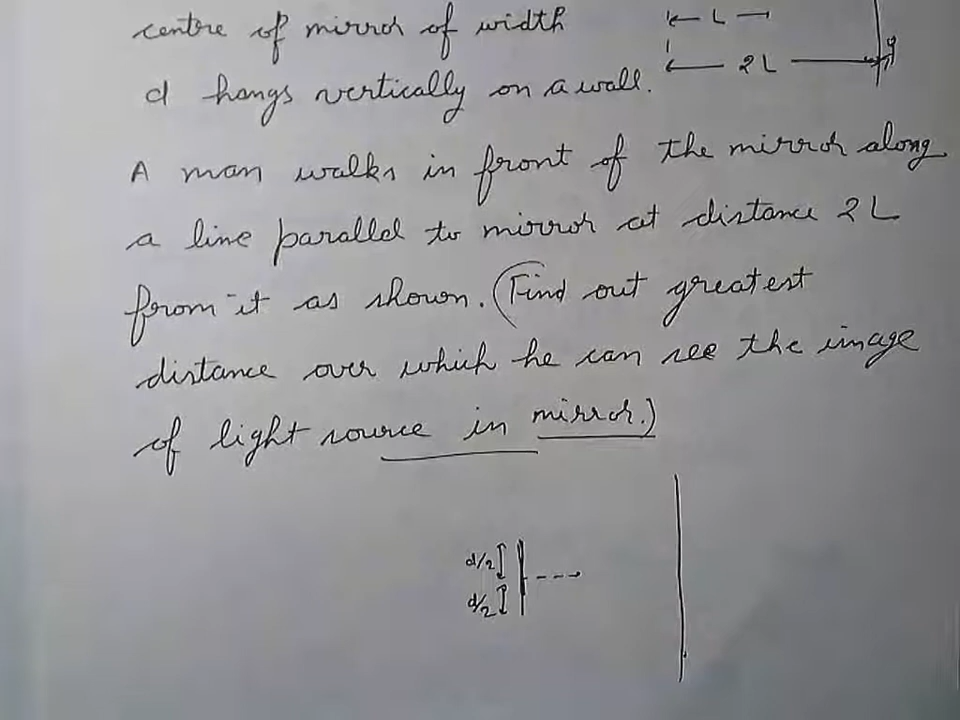 centre of mirror of width
L
2L
d hangs vertically on a wall.
A man walks in front of the mirror along
a line parallel to mirror at distance 2L
from it as shown. (Find out greatest
distance over which he can see the image
of light source in mirror.)
d/2
d/2